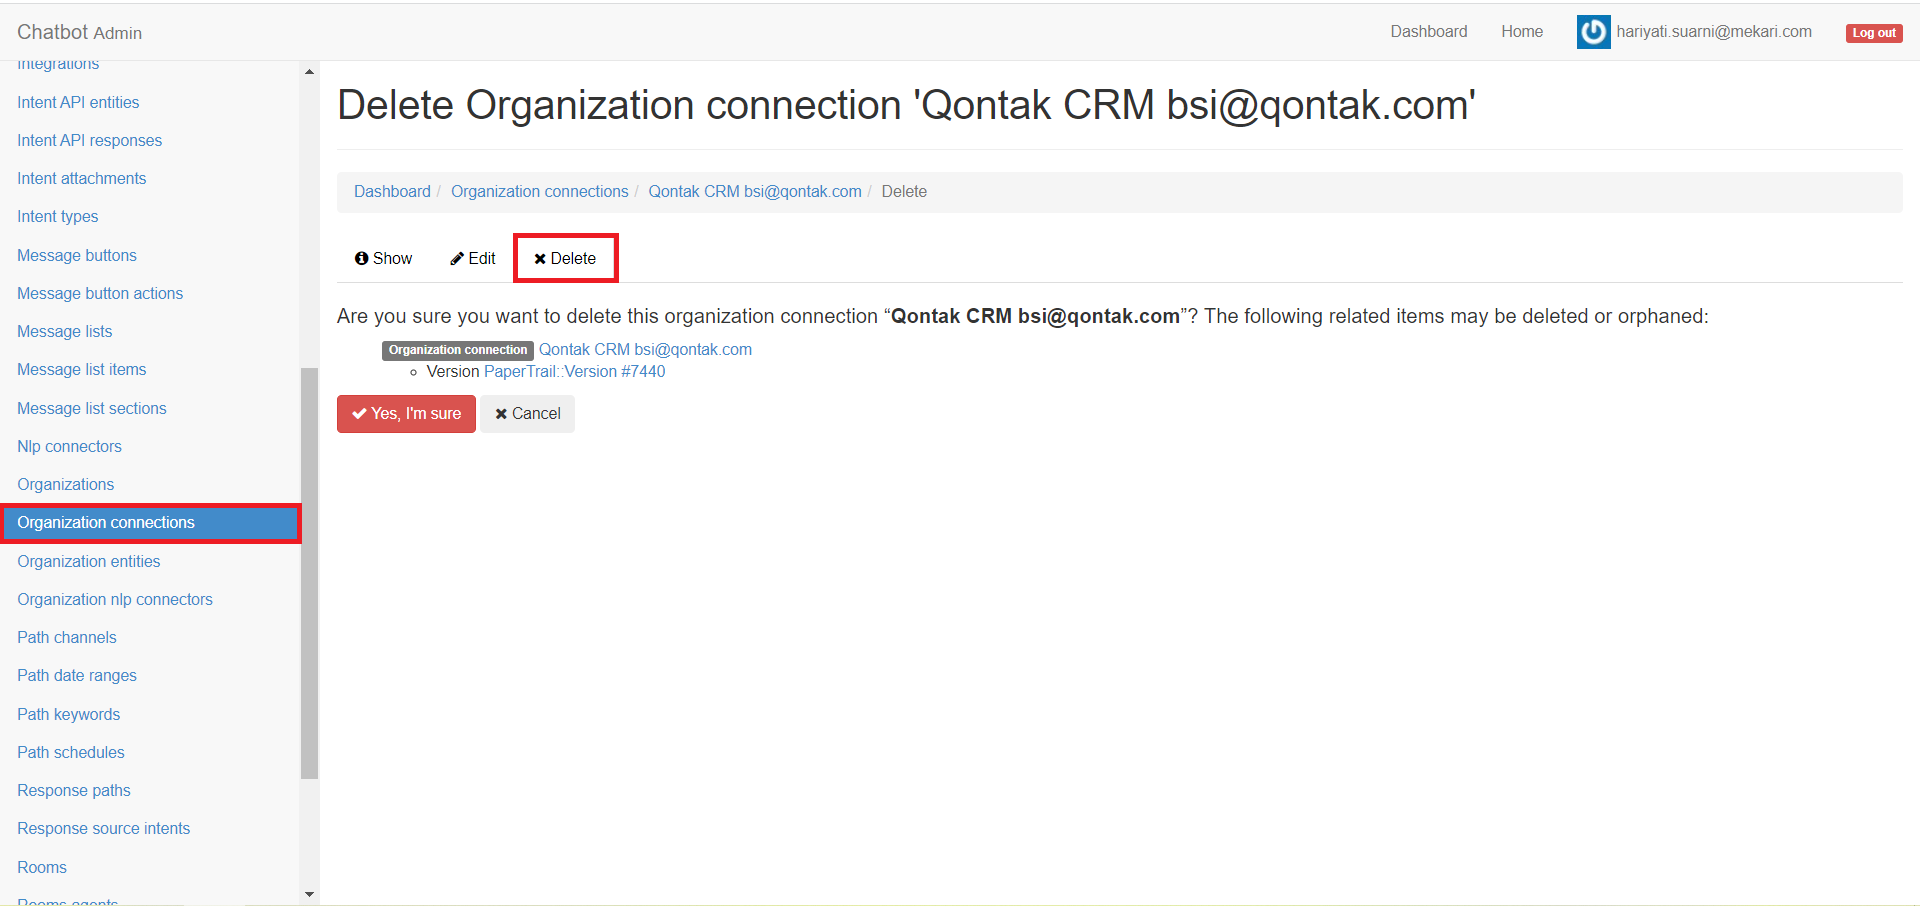 Chatbot Admin
Dashboard
Home
hariyati.suarni@mekari.com
Log out
Integrations
Intent API entities
Intent API responses
Intent attachments
Intent types
Message buttons
Message button actions
Message lists
Message list items
Message list sections
Nlp connectors
Organizations
Organization connections
Organization entities
Organization nlp connectors
Path channels
Path date ranges
Path keywords
Path schedules
Response paths
Response source intents
Rooms
Rooms agents
Delete Organization connection 'Qontak CRM bsi@qontak.com'
Dashboard / Organization connections / Qontak CRM bsi@qontak.com / Delete
Show
Edit
Delete
Are you sure you want to delete this organization connection “Qontak CRM bsi@qontak.com”? The following related items may be deleted or orphaned:
Organization connection Qontak CRM bsi@qontak.com
Version PaperTrail::Version #7440
Yes, I'm sure
Cancel